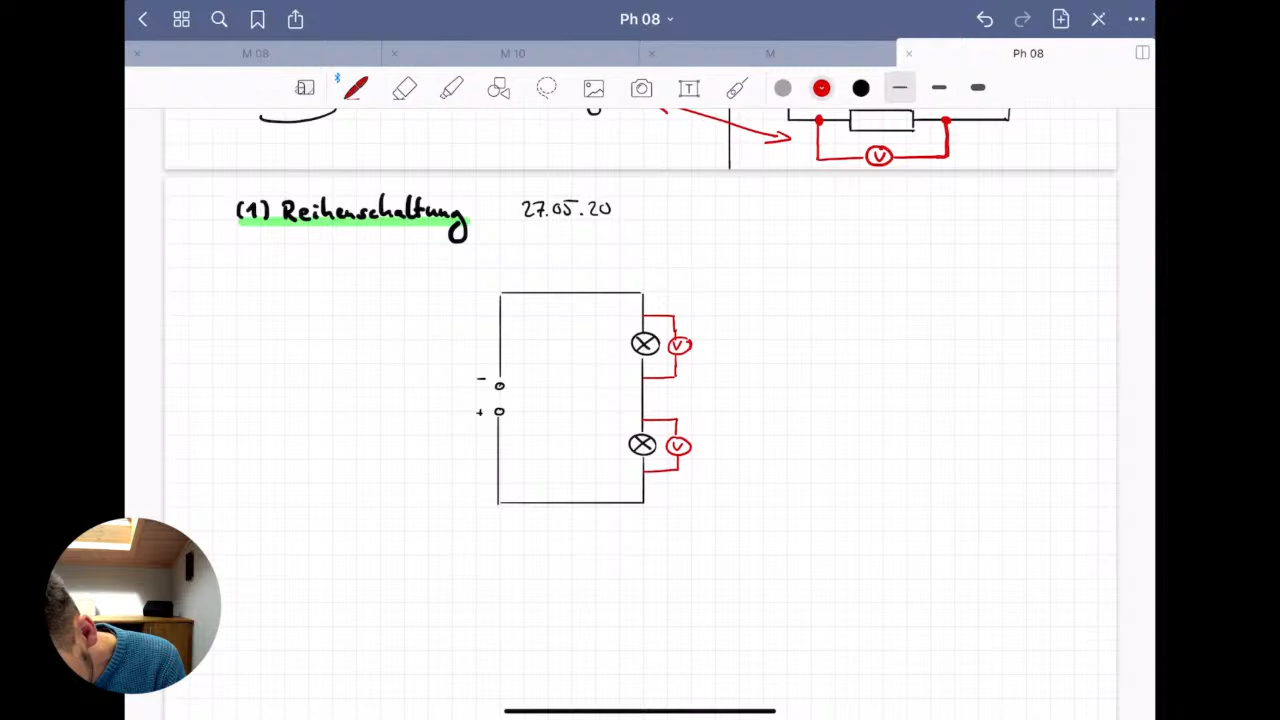 Ph 08
M 08
M 10
M
Ph 08
T
V
(1) Reihenschaltung 27.05.20
V
-
+
V